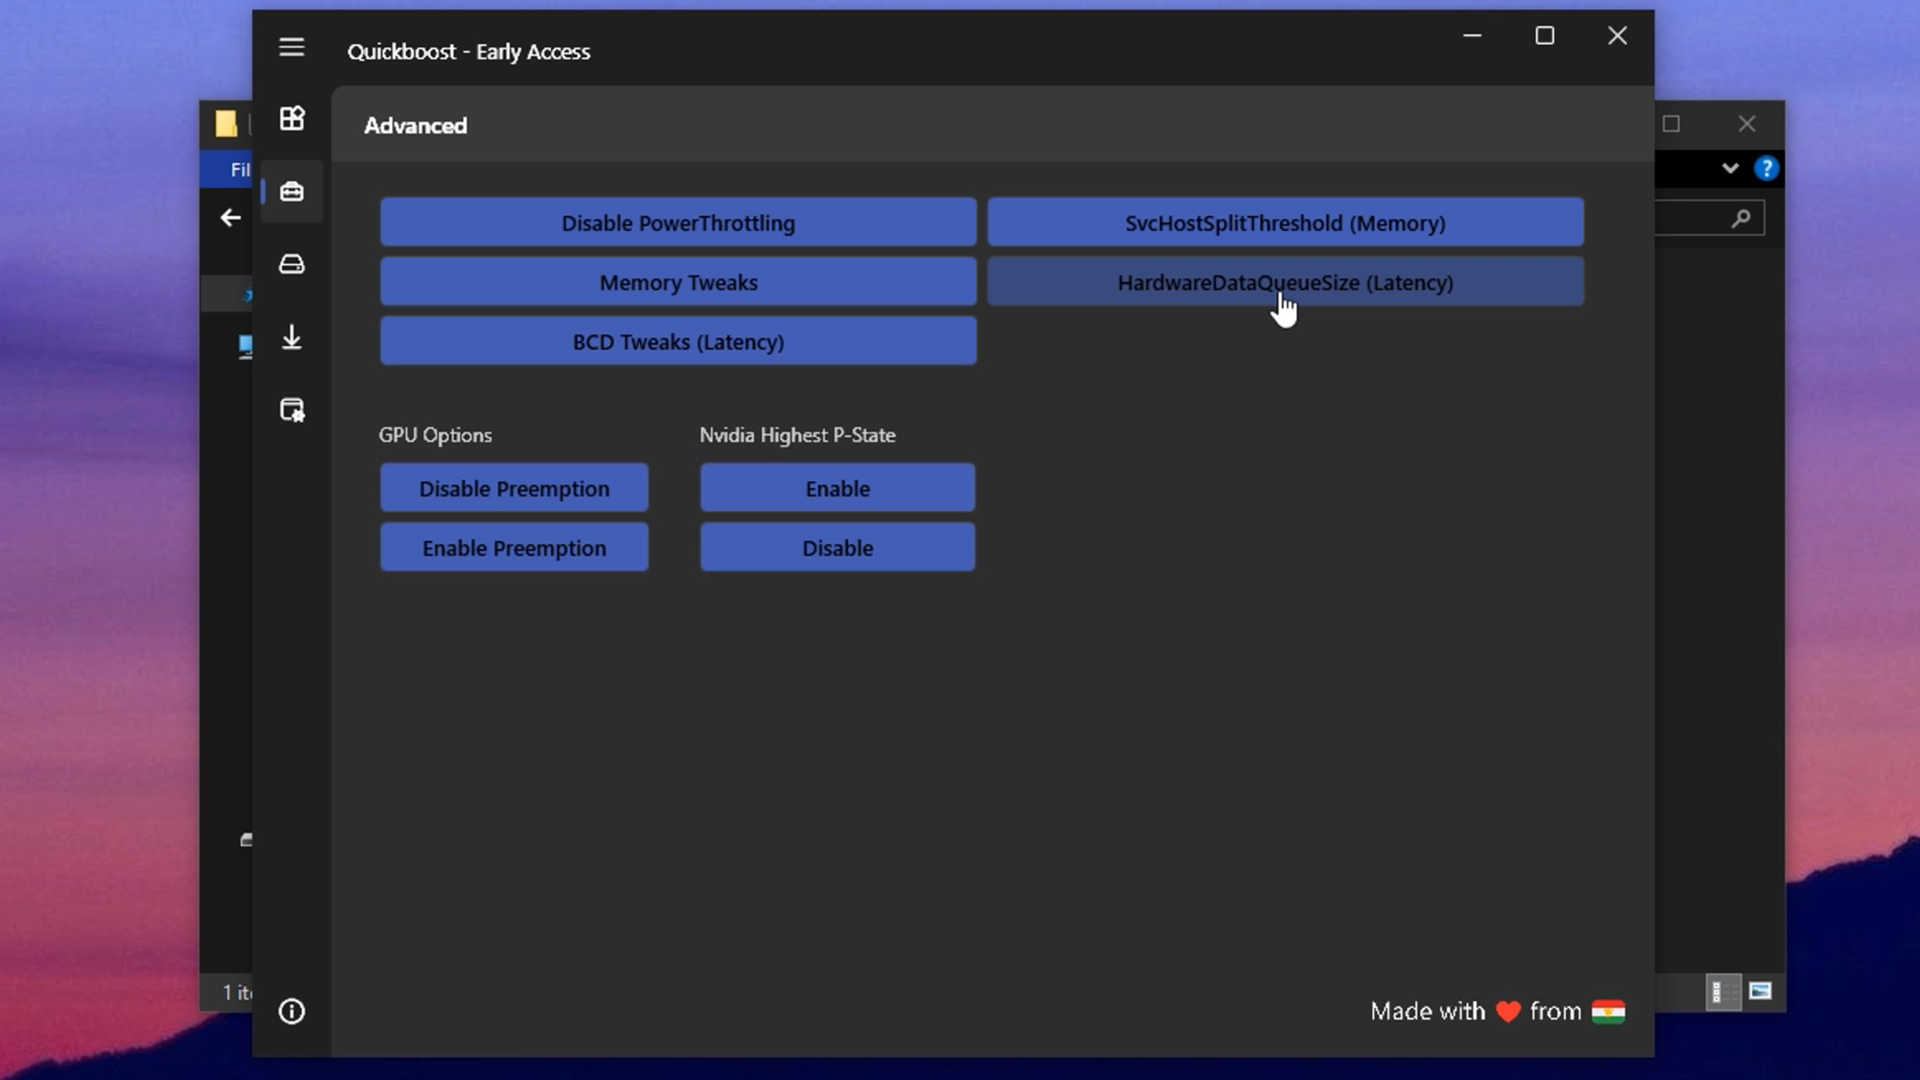 Quickboost - Early Access
Advanced
Fil
Disable PowerThrottling
SvcHostSplitThreshold (Memory)
Memory Tweaks
HardwareDataQueueSize (Latency)
BCD Tweaks (Latency)
GPU Options
Nvidia Highest P-State
Disable Preemption
Enable
Enable Preemption
Disable
1 ite
Made with ❤ from